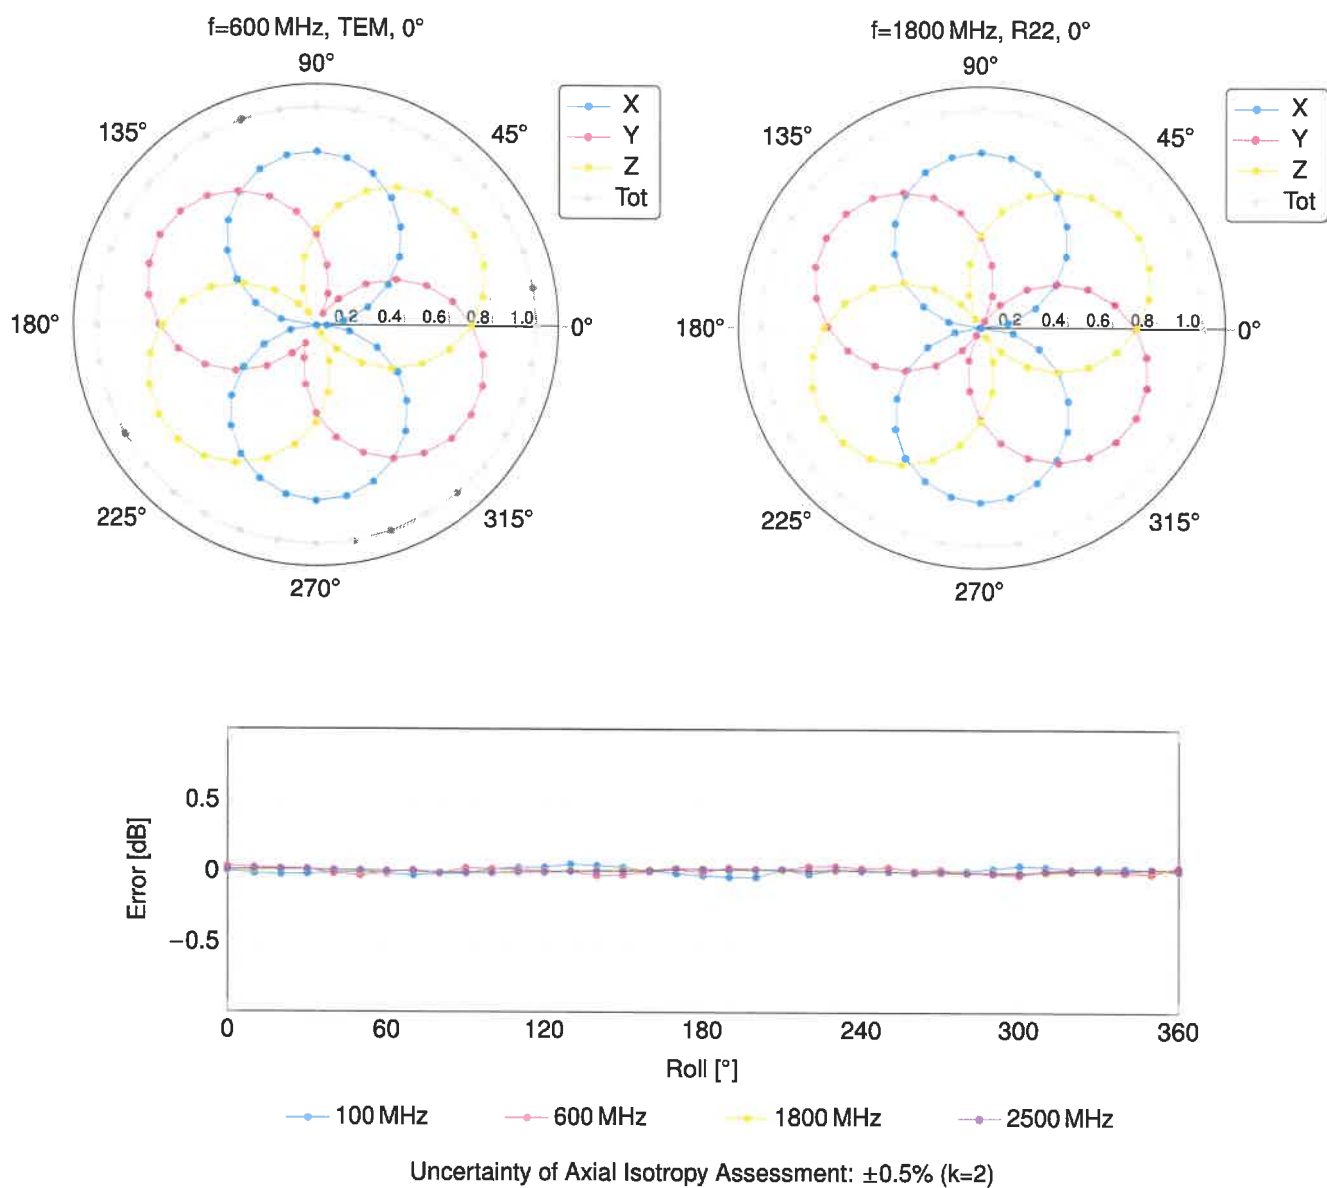 f=600 MHz, TEM, 0°
90°
135°
45°
180°
0.2 0.4 0.6 0.8 1.0
0°
225°
315°
270°
X
Y
Z
Tot
f=1800 MHz, R22, 0°
90°
135°
45°
180°
0.2 0.4 0.6 0.8 1.0
0°
225°
315°
270°
X
Y
Z
Tot
Error [dB]
0.5
0
−0.5
0 60 120 180 240 300 360
Roll [°]
100 MHz 600 MHz 1800 MHz 2500 MHz
Uncertainty of Axial Isotropy Assessment: ±0.5% (k=2)